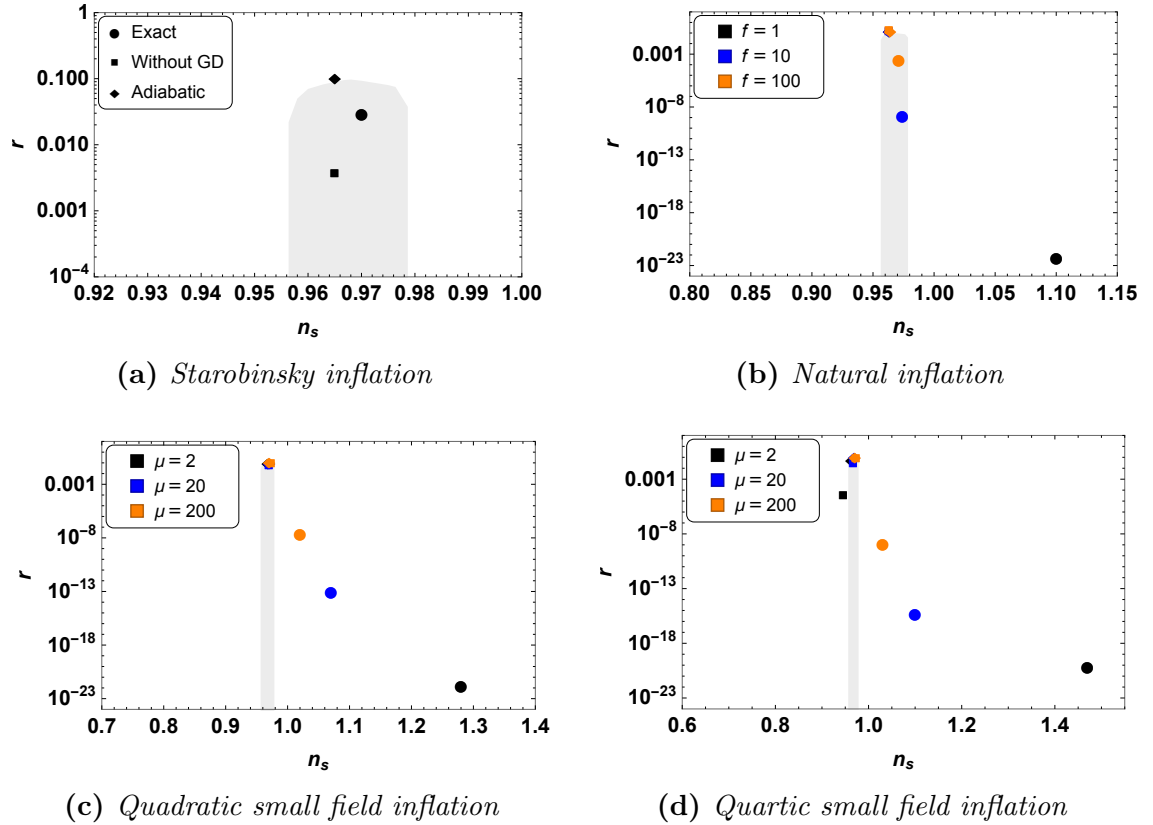 1
0.100
0.010
0.001
10⁻⁴
r
Exact
Without GD
Adiabatic
0.92 0.93 0.94 0.95 0.96 0.97 0.98 0.99 1.00
nₛ
(a) Starobinsky inflation
0.001
10⁻⁸
10⁻¹³
10⁻¹⁸
10⁻²³
r
f = 1
f = 10
f = 100
0.80 0.85 0.90 0.95 1.00 1.05 1.10 1.15
nₛ
(b) Natural inflation
0.001
10⁻⁸
10⁻¹³
10⁻¹⁸
10⁻²³
r
μ = 2
μ = 20
μ = 200
0.7 0.8 0.9 1.0 1.1 1.2 1.3 1.4
nₛ
(c) Quadratic small field inflation
0.001
10⁻⁸
10⁻¹³
10⁻¹⁸
10⁻²³
r
μ = 2
μ = 20
μ = 200
0.6 0.8 1.0 1.2 1.4
nₛ
(d) Quartic small field inflation